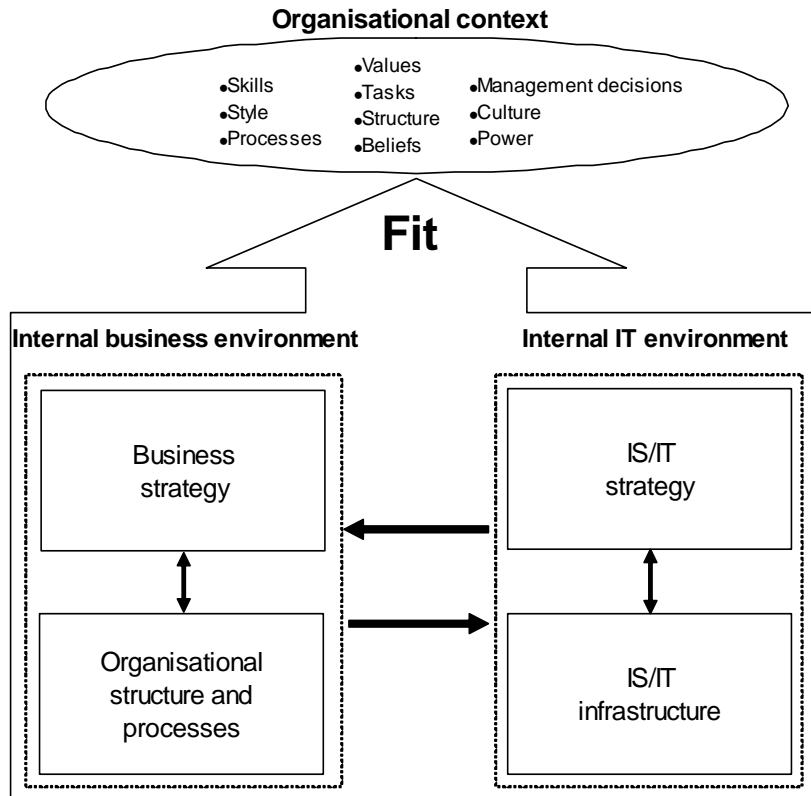 Organisational context
•Skills
•Style
•Processes
•Values
•Tasks
•Structure
•Beliefs
•Management decisions
•Culture
•Power
Fit
Internal business environment
Internal IT environment
Business
strategy
Organisational
structure and
processes
IS/IT
strategy
IS/IT
infrastructure